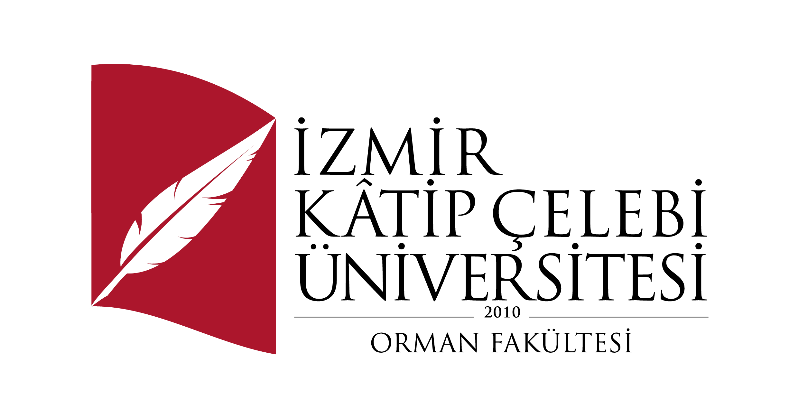 İZMİR
KÂTİP ÇELEBİ
ÜNİVERSİTESİ
2010
ORMAN FAKÜLTESİ